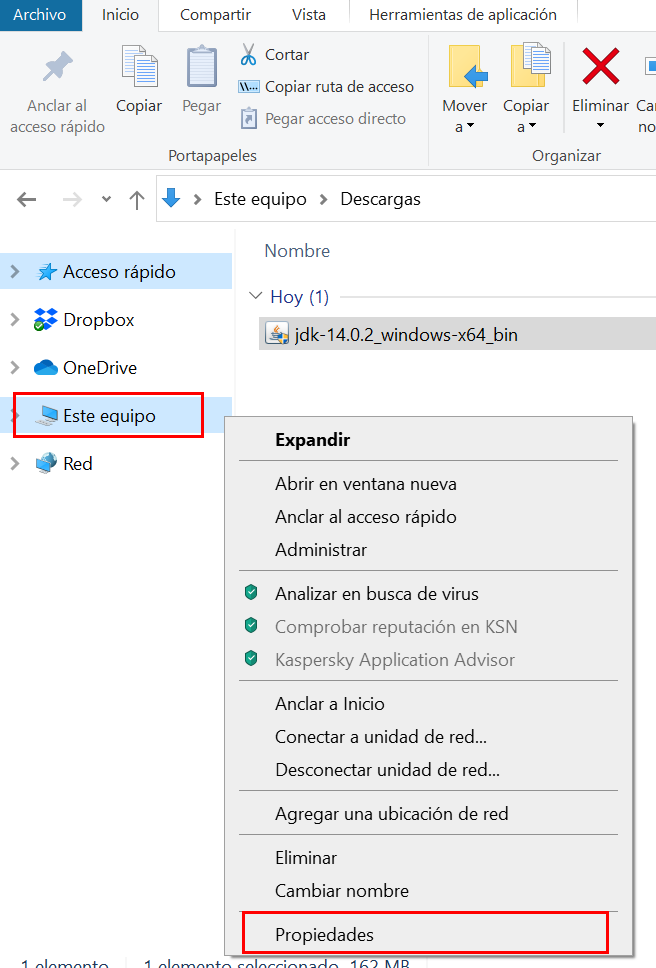 Archivo Inicio Compartir Vista Herramientas de aplicación
Anclar al acceso rápido
Copiar
Pegar
Cortar
Copiar ruta de acceso
Pegar acceso directo
Portapapeles
Mover a
Copiar a
Eliminar
Organizar
Este equipo Descargas
Acceso rápido
Dropbox
OneDrive
Este equipo
Red
Nombre
Hoy (1)
jdk-14.0.2_windows-x64_bin
Expandir
Abrir en ventana nueva
Anclar al acceso rápido
Administrar
Analizar en busca de virus
Comprobar reputación en KSN
Kaspersky Application Advisor
Anclar a Inicio
Conectar a unidad de red...
Desconectar unidad de red...
Agregar una ubicación de red
Eliminar
Cambiar nombre
Propiedades
1 elemento 1 elemento seleccionado 162 MB